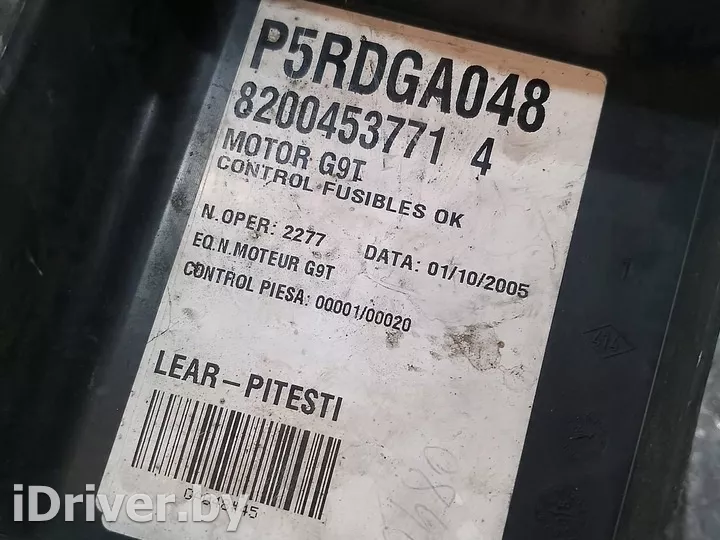 P5RDGA048
8200453771 4
MOTOR G9T
CONTROL FUSIBLES OK
N.OPER: 2277 DATA: 01/10/2005
EQ.N.MOTEUR G9T
CONTROL PIESA: 00001/00020
LEAR-PITESTI
iDriver.by